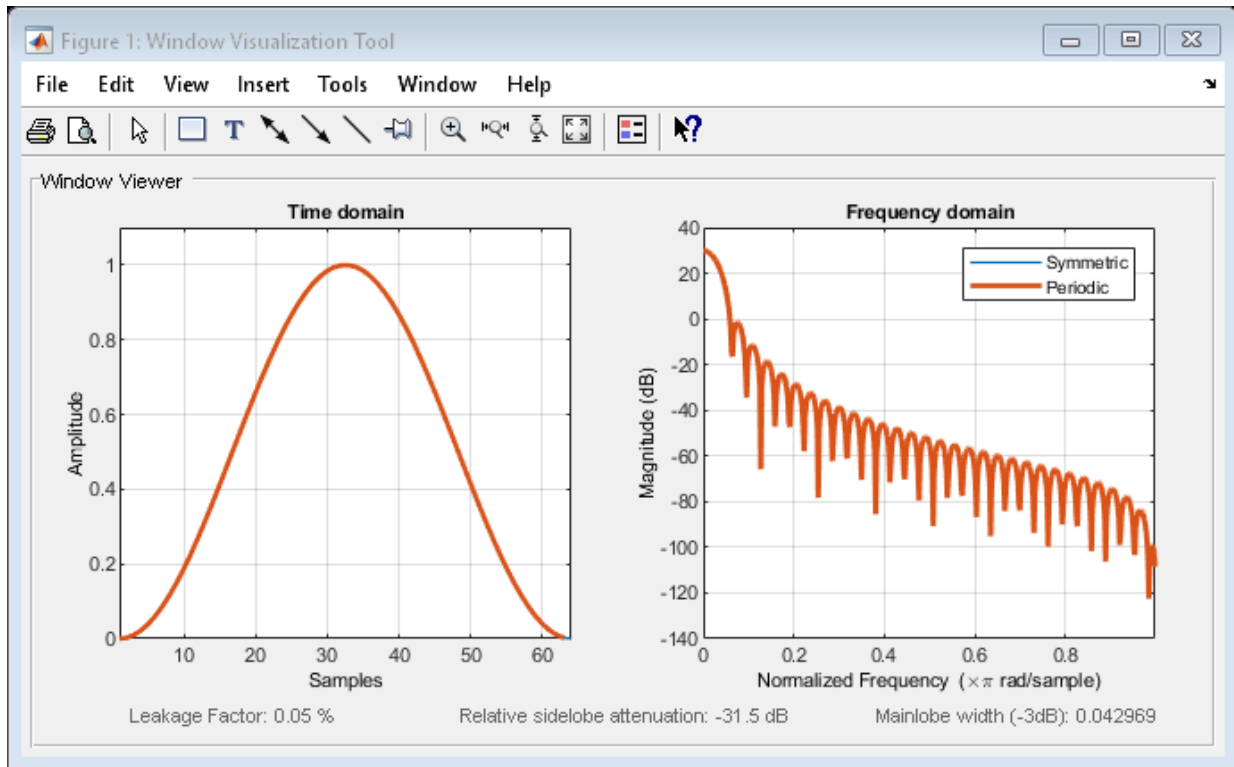 Figure 1: Window Visualization Tool
File Edit View Insert Tools Window Help
T
?
Window Viewer
Time domain
1
0.8
0.6
0.4
0.2
0
Amplitude
10 20 30 40 50 60
Samples
Frequency domain
40
20
0
-20
-40
-60
-80
-100
-120
-140
Magnitude (dB)
Symmetric
Periodic
0 0.2 0.4 0.6 0.8
Normalized Frequency (×π rad/sample)
Leakage Factor: 0.05 % Relative sidelobe attenuation: -31.5 dB Mainlobe width (-3dB): 0.042969